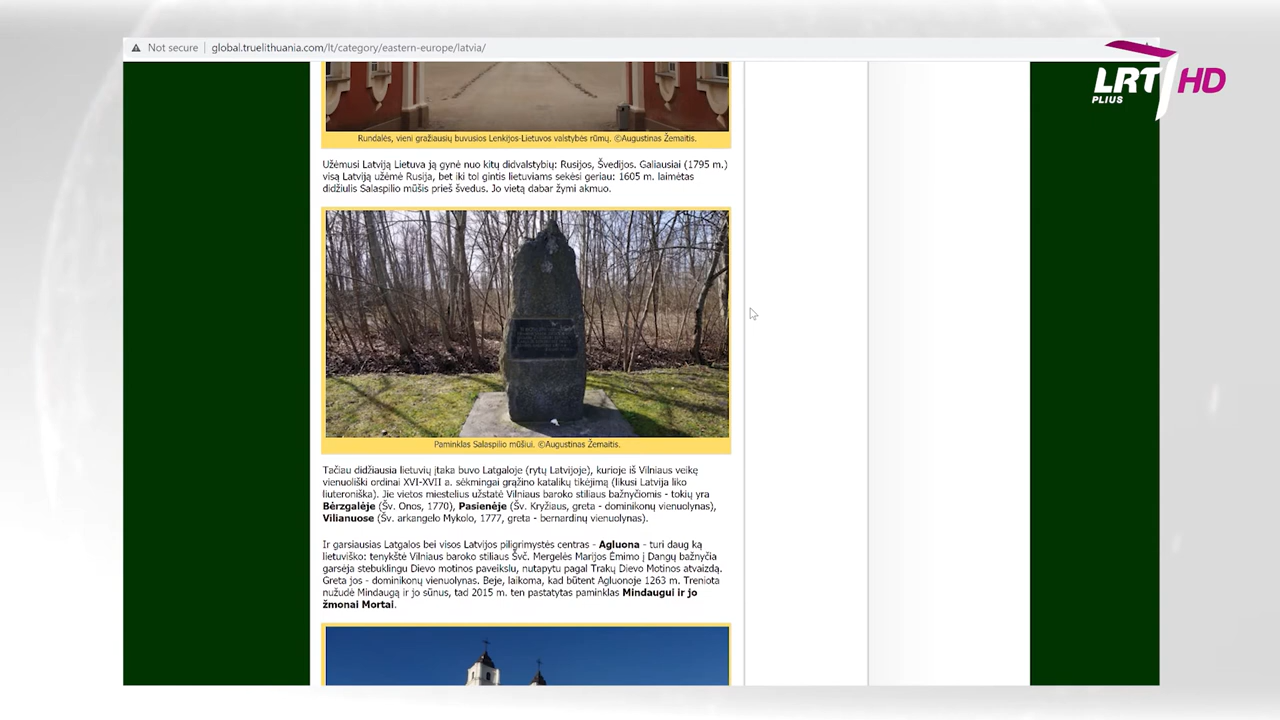 Not secure
global.truelithuania.com/lt/category/eastern-europe/latvia/
LRT HD
PLIUS
Rundalės, vieni gražiausių buvusios Lenkijos-Lietuvos valstybės rūmų. ©Augustinas Žemaitis.
Užėmusi Latviją Lietuva ją gynė nuo kitų didvalstybių: Rusijos, Švedijos. Galiausiai (1795 m.)
visą Latviją užėmė Rusija, bet iki tol gintis lietuviams sekėsi geriau: 1605 m. laimėtas
didžiulis Salaspilio mūšis prieš švedus. Jo vietą dabar žymi akmuo.
Paminklas Salaspilio mūšiui. ©Augustinas Žemaitis.
Tačiau didžiausia lietuvių įtaka buvo Latgaloje (rytų Latvijoje), kurioje iš Vilniaus veikę
vienuoliški ordinai XVI-XVII a. sėkmingai grąžino katalikų tikėjimą (likusi Latvija liko
liuteroniška). Jie vietos miestelius užstatė Vilniaus baroko stiliaus bažnyčiomis - tokių yra
Bėrzgalėje (Šv. Onos, 1770), Pasienėje (Šv. Kryžiaus, greta - dominikonų vienuolynas),
Vilianuose (Šv. arkangelo Mykolo, 1777, greta - bernardinų vienuolynas).
Ir garsiausias Latgalos bei visos Latvijos piligrimystės centras - Agluona - turi daug ką
lietuviško: tenykštė Vilniaus baroko stiliaus Švč. Mergelės Marijos Ėmimo į Dangų bažnyčia
garsėja stebuklingu Dievo motinos paveikslu, nutapytu pagal Trakų Dievo Motinos atvaizdą.
Greta jos - dominikonų vienuolynas. Beje, laikoma, kad būtent Agluonoje 1263 m. Treniota
nužudė Mindaugą ir jo sūnus, tad 2015 m. ten pastatytas paminklas Mindaugui ir jo
žmonai Mortai.